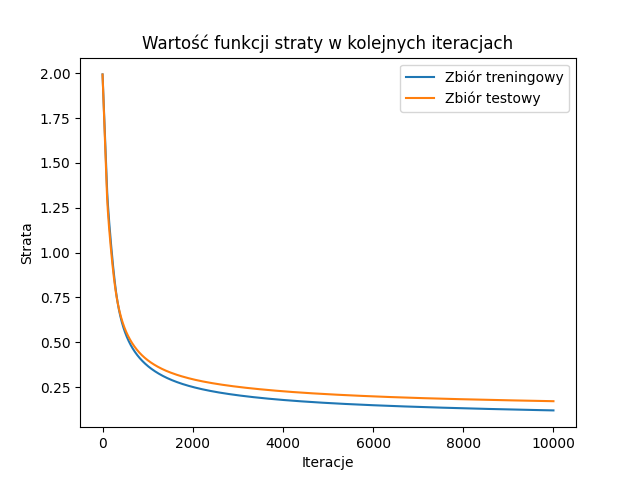 Wartość funkcji straty w kolejnych iteracjach
Zbiór treningowy
Zbiór testowy
2.00
1.75
1.50
1.25
1.00
0.75
0.50
0.25
Strata
0 2000 4000 6000 8000 10000
Iteracje